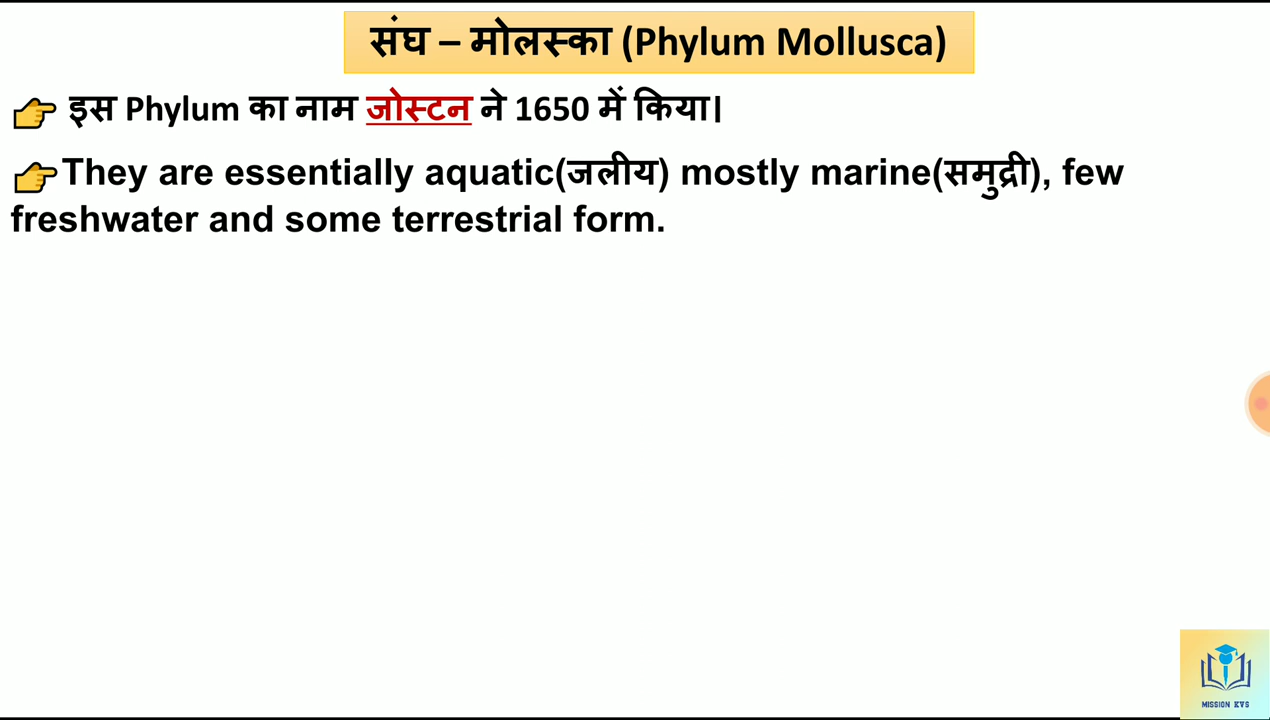 संघ – मोलस्का (Phylum Mollusca)
👉 इस Phylum का नाम जोस्टन ने 1650 में किया।
👉They are essentially aquatic(जलीय) mostly marine(समुद्री), few
freshwater and some terrestrial form.
MISSION KVS